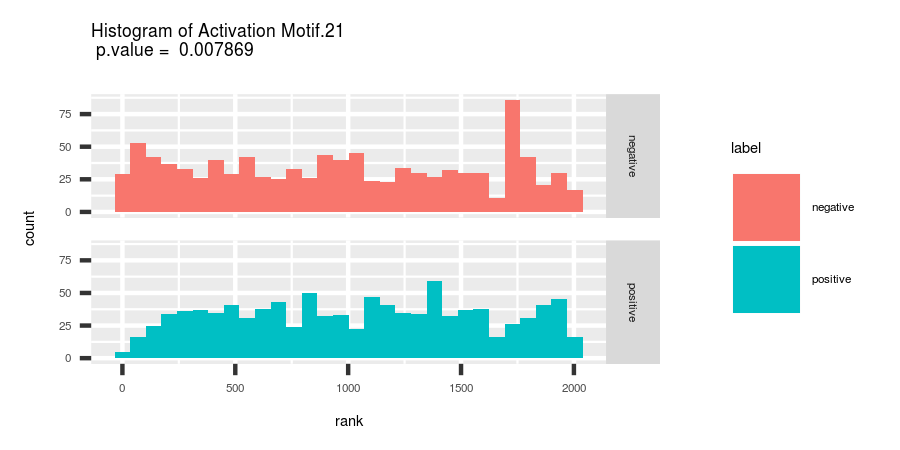 Histogram of Activation Motif.21
p.value = 0.007869
count
75
50
25
0
negative
75
50
25
0
positive
0 500 1000 1500 2000
rank
label
negative
positive